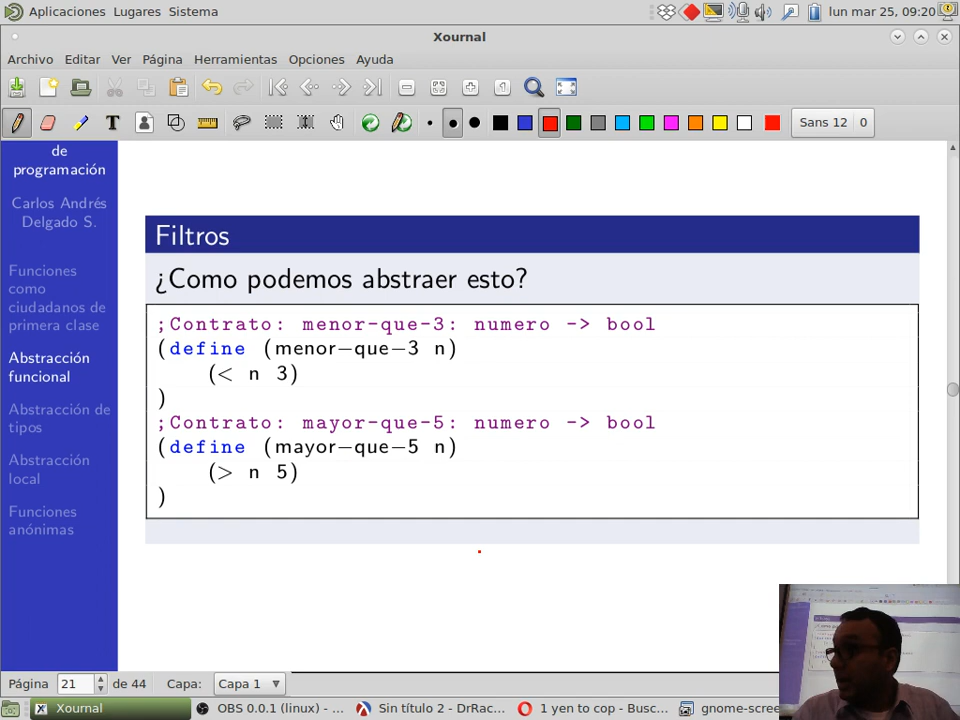 Aplicaciones Lugares Sistema
lun mar 25, 09:20
Xournal
Archivo Editar Ver Página Herramientas Opciones Ayuda
Sans 12 0
de
programación
Carlos Andrés
Delgado S.
Funciones
como
ciudadanos de
primera clase
Abstracción
funcional
Abstracción de
tipos
Abstracción
local
Funciones
anónimas
Filtros
¿Como podemos abstraer esto?
;Contrato: menor-que-3: numero -> bool
(define (menor−que−3 n)
(< n 3)
)
;Contrato: mayor-que-5: numero -> bool
(define (mayor−que−5 n)
(> n 5)
)
Página 21 de 44 Capa: Capa 1
Xournal OBS 0.0.1 (linux) - ... Sin título 2 - DrRac... 1 yen to cop - Busc... gnome-scree